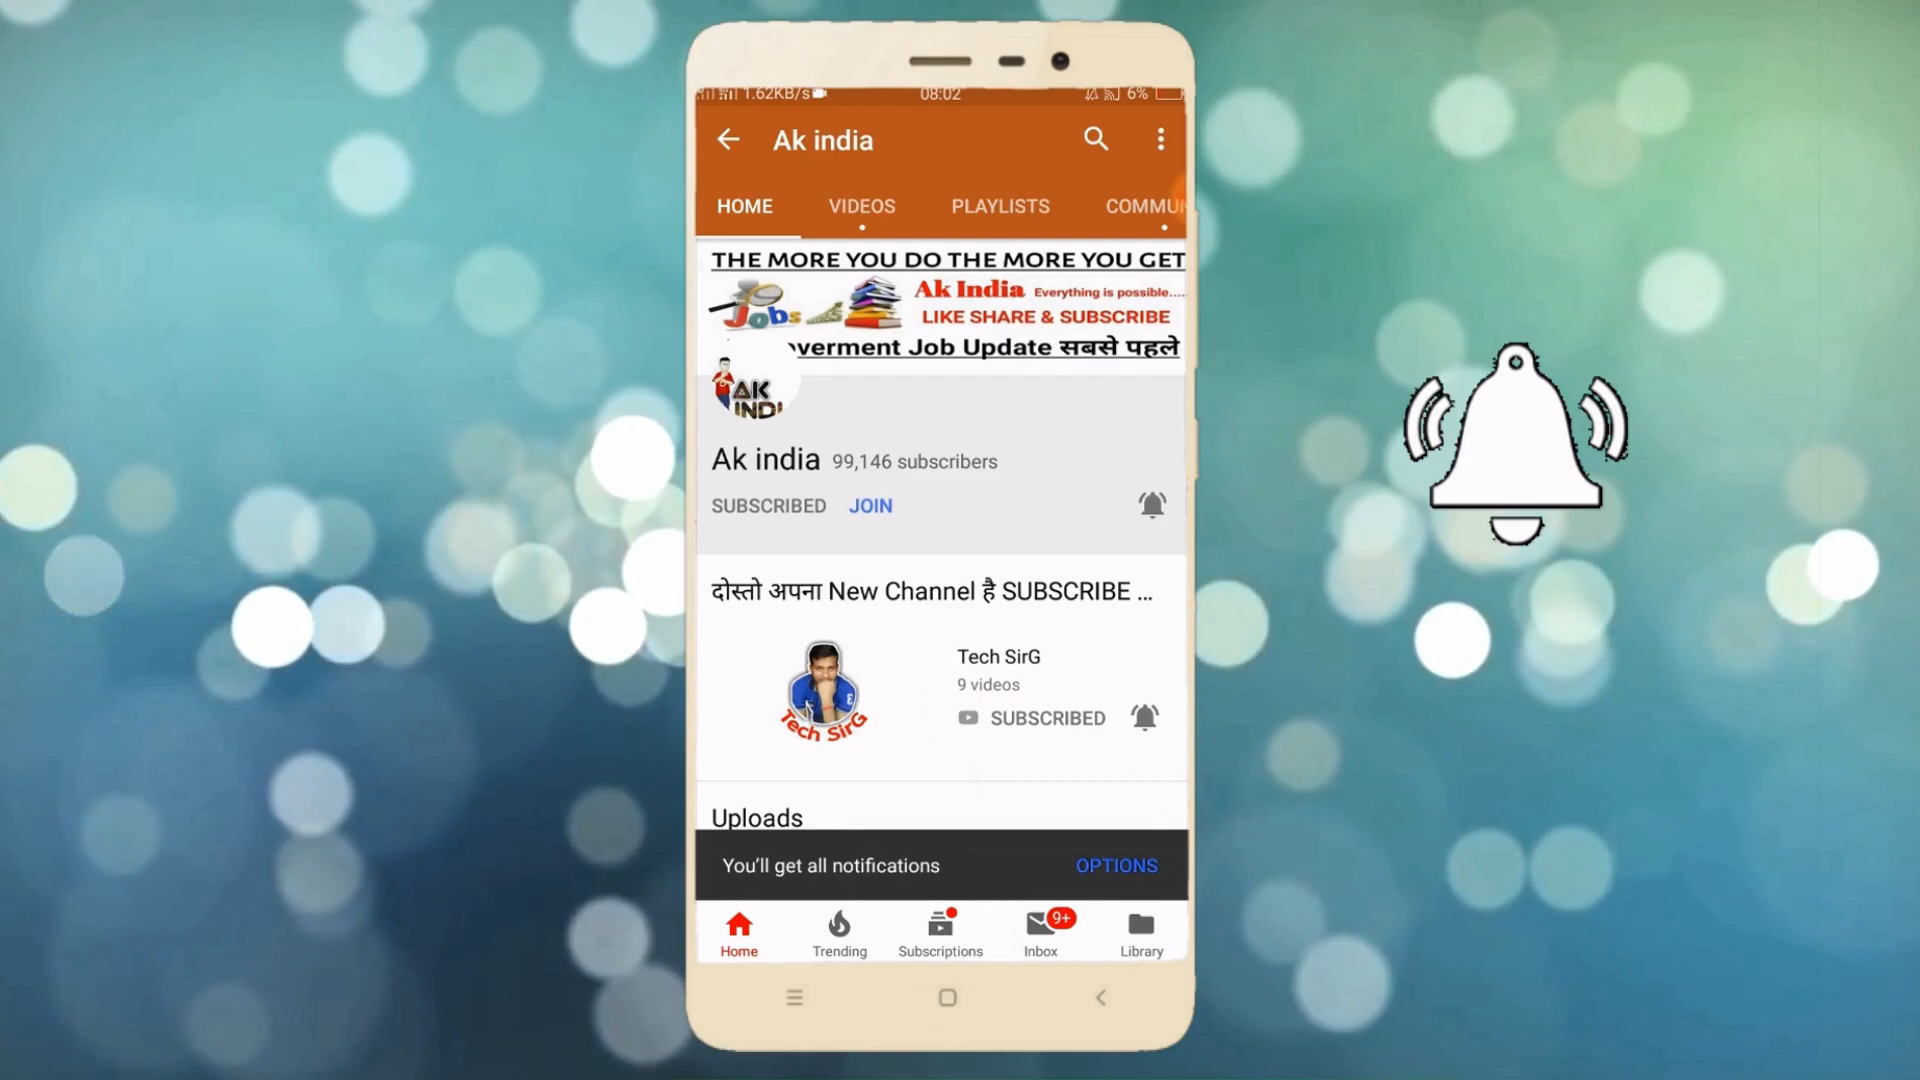 1.62KB/s 08:02 6%
Ak india
HOME VIDEOS PLAYLISTS COMMUN
THE MORE YOU DO THE MORE YOU GET
Jobs Ak India Everything is possible.....
LIKE SHARE & SUBSCRIBE
verment Job Update सबसे पहले
AK
INDI
Ak india 99,146 subscribers
SUBSCRIBED JOIN
दोस्तो अपना New Channel है SUBSCRIBE ...
Tech SirG
9 videos
SUBSCRIBED
Tech SirG
Uploads
You'll get all notifications OPTIONS
9+
Home Trending Subscriptions Inbox Library